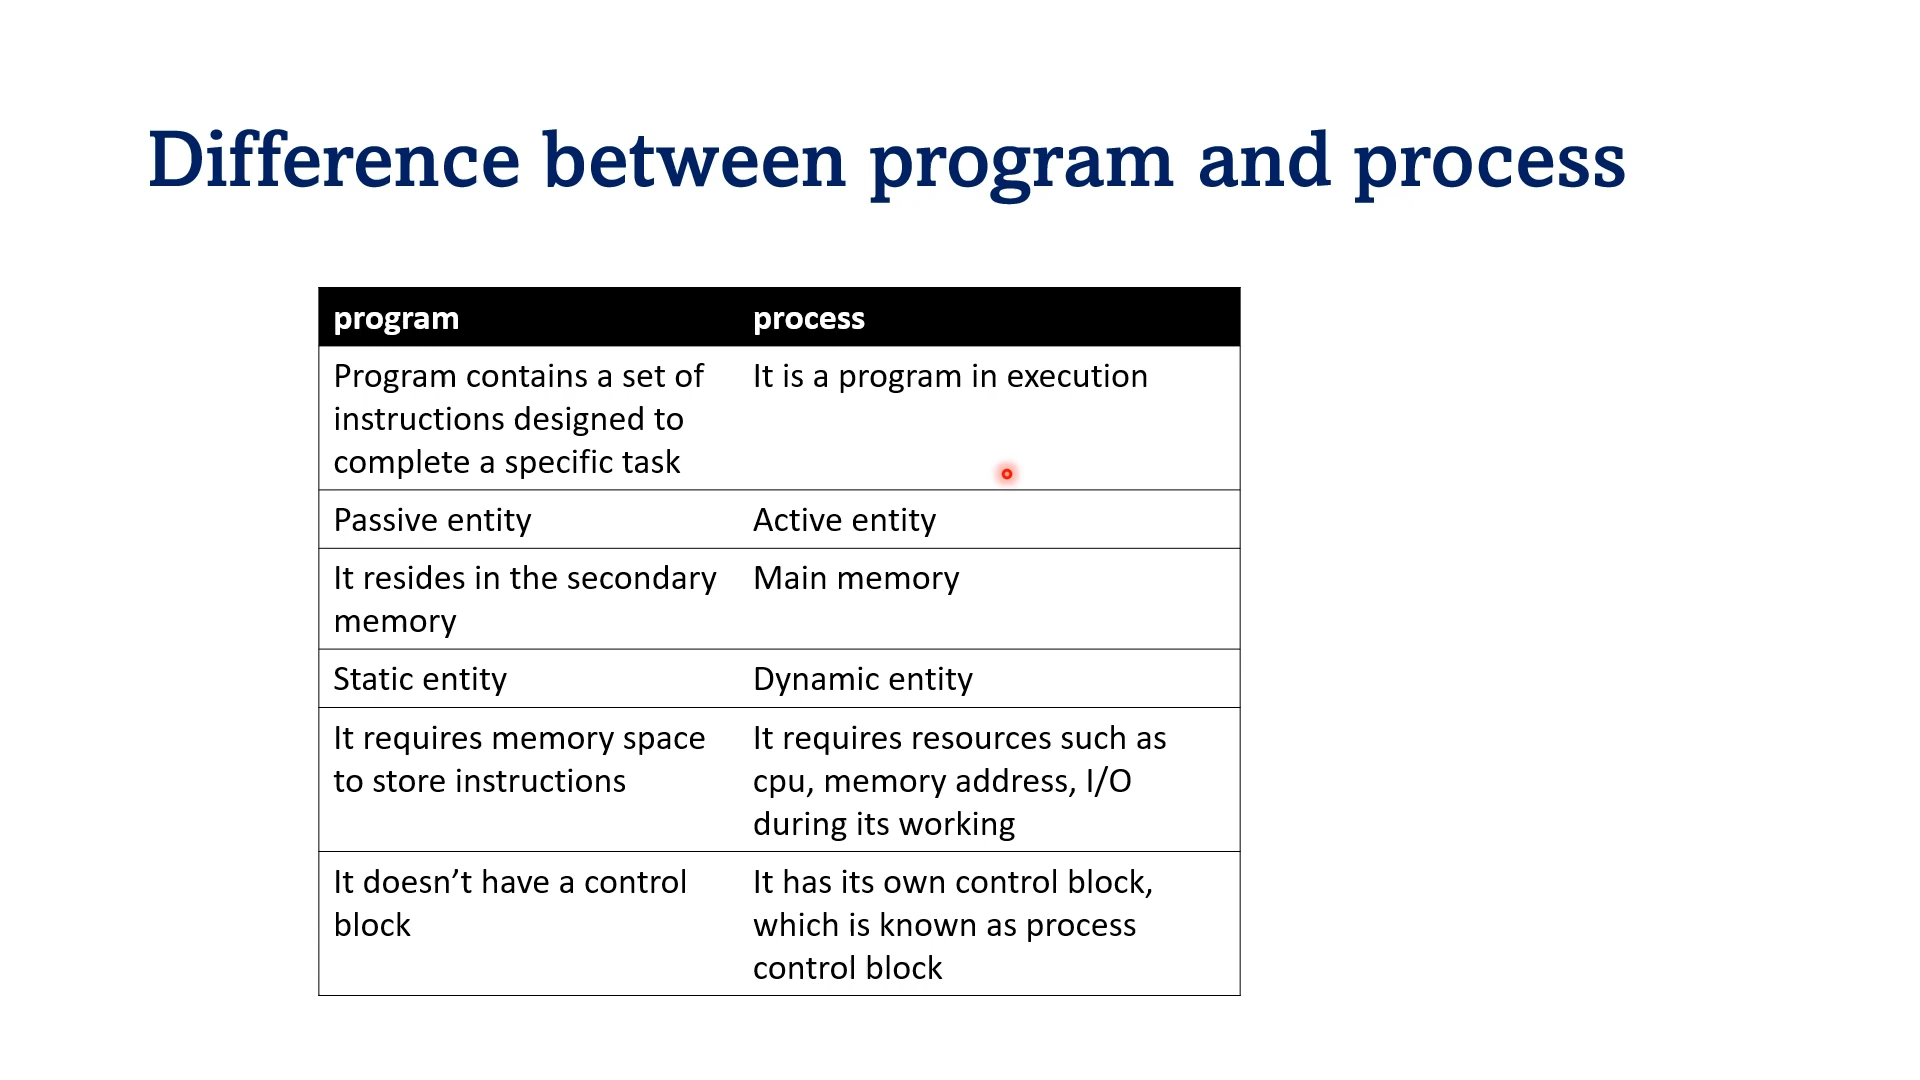 Difference between program and process
program
process
Program contains a set of
instructions designed to
complete a specific task
It is a program in execution
Passive entity
Active entity
It resides in the secondary
memory
Main memory
Static entity
Dynamic entity
It requires memory space
to store instructions
It requires resources such as
cpu, memory address, I/O
during its working
It doesn’t have a control
block
It has its own control block,
which is known as process
control block